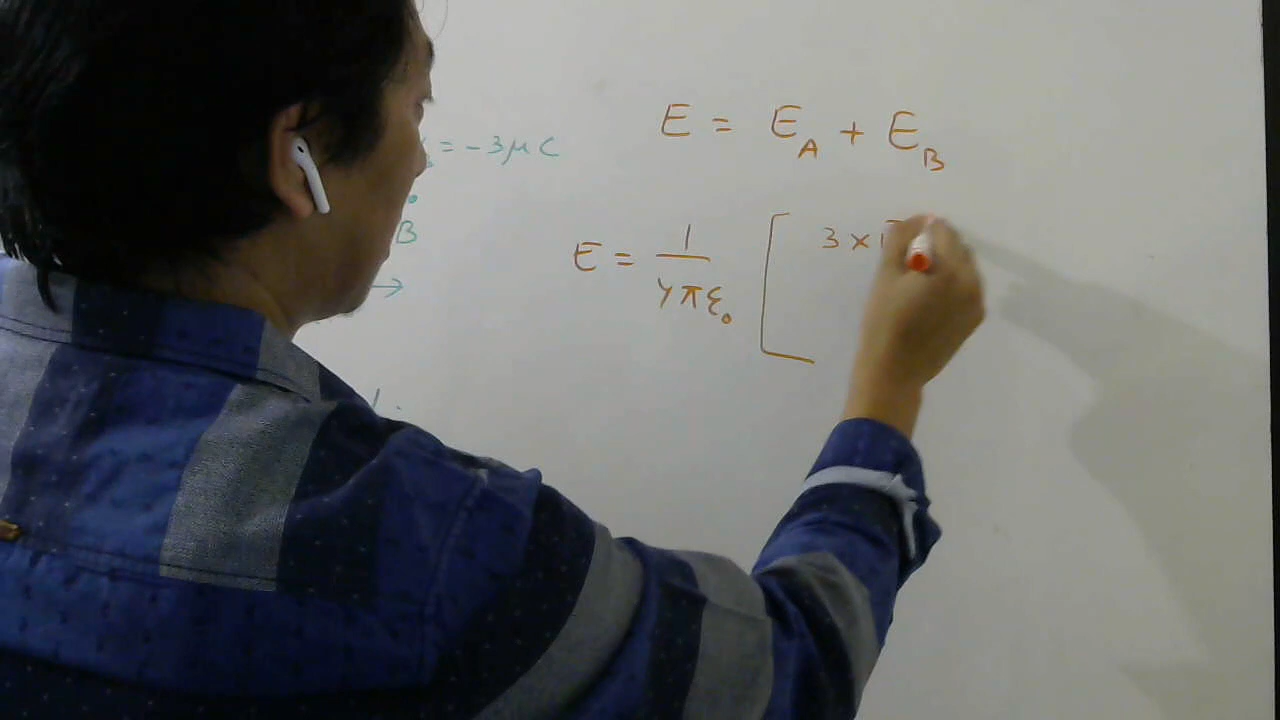 = -3μC
B
E = E_A + E_B
E = 1/4πε₀ [ 3 × 1